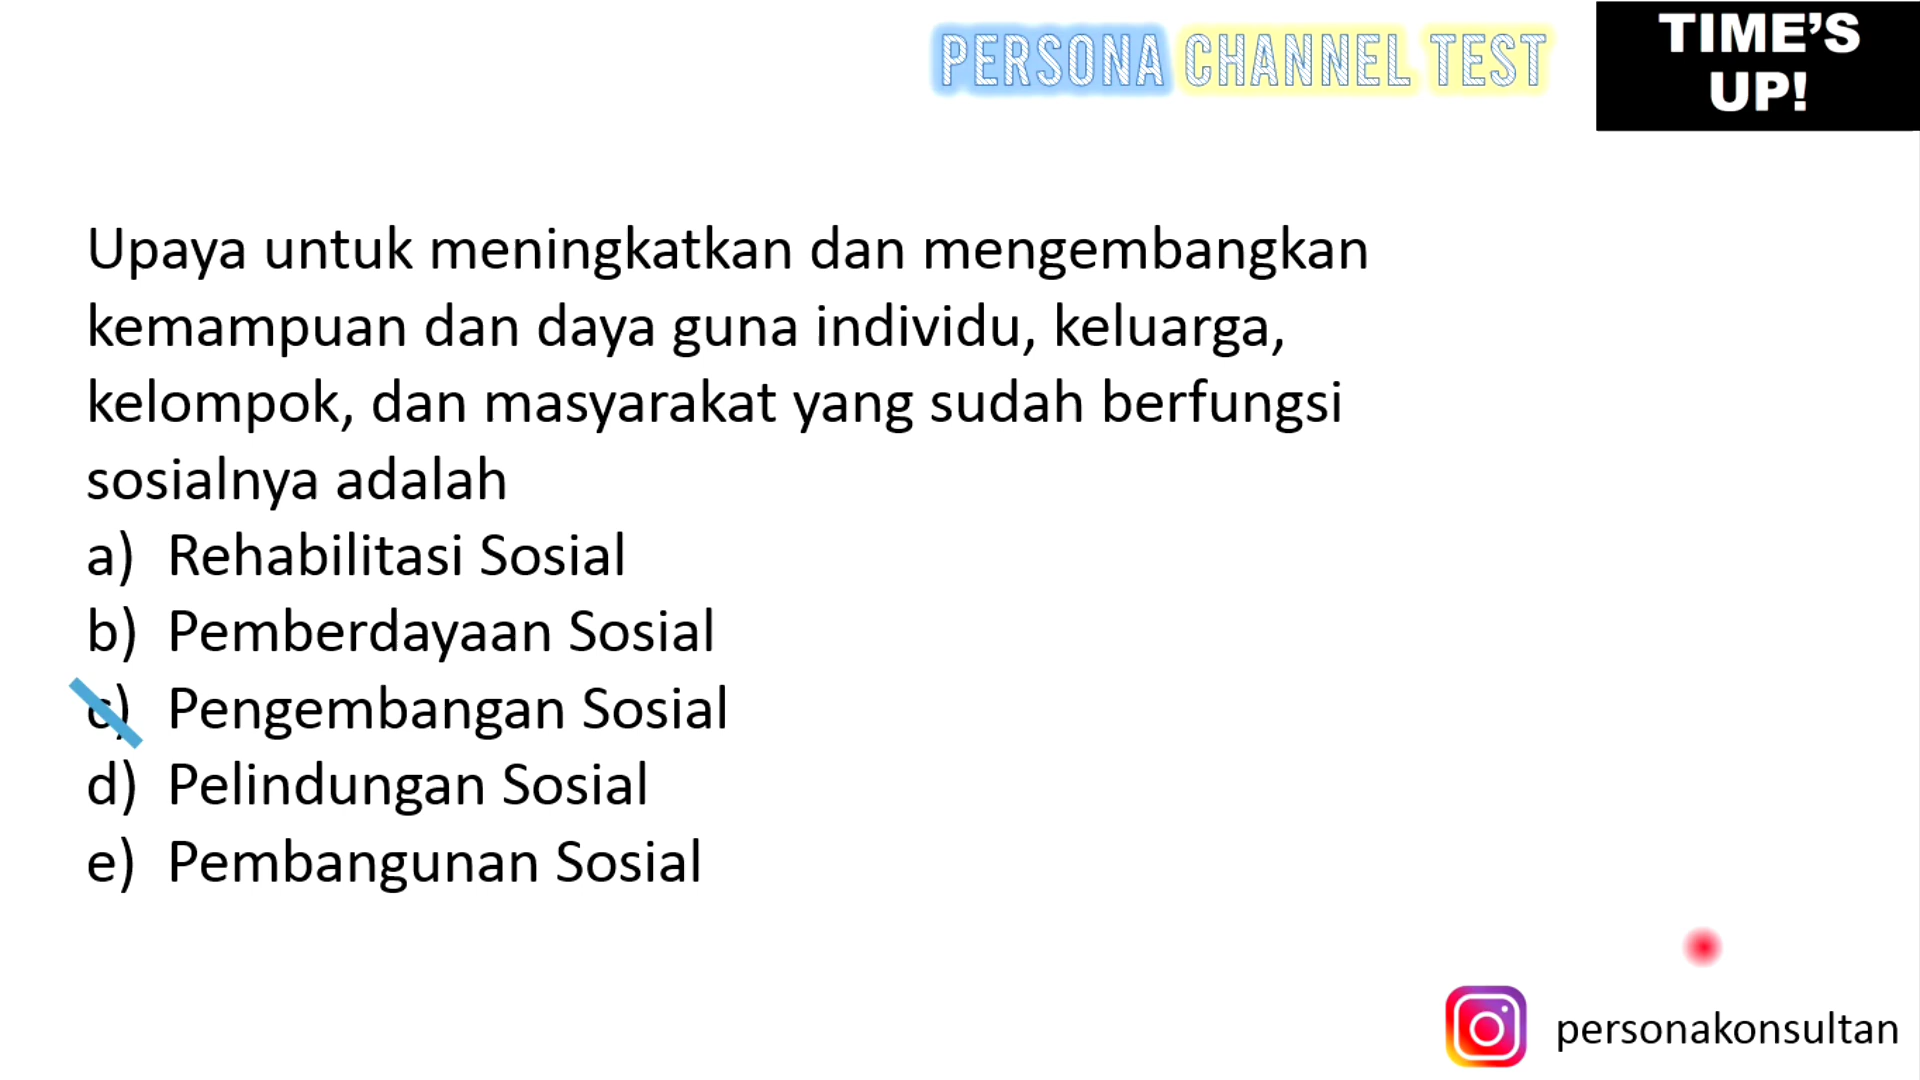 PERSONA CHANNEL TEST
TIME'S
UP!
Upaya untuk meningkatkan dan mengembangkan
kemampuan dan daya guna individu, keluarga,
kelompok, dan masyarakat yang sudah berfungsi
sosialnya adalah
a) Rehabilitasi Sosial
b) Pemberdayaan Sosial
c) Pengembangan Sosial
d) Pelindungan Sosial
e) Pembangunan Sosial
personakonsultan